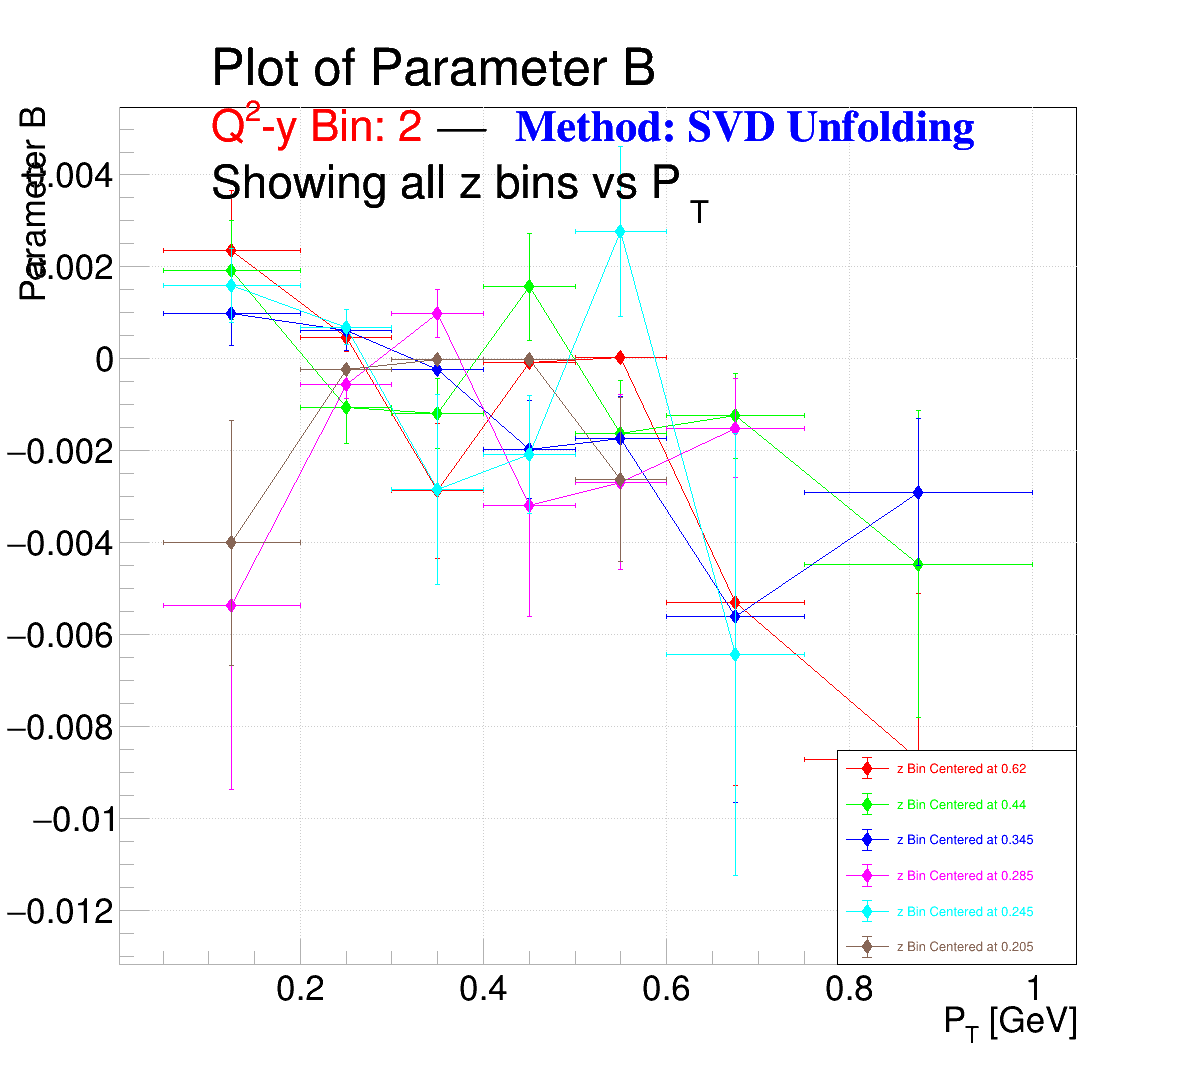 Plot of Parameter B
Q²-y Bin: 2 — Method: SVD Unfolding
Showing all z bins vs P_T
Parameter B
0.004
0.002
0
−0.002
−0.004
−0.006
−0.008
−0.01
−0.012
z Bin Centered at 0.62
z Bin Centered at 0.44
z Bin Centered at 0.345
z Bin Centered at 0.285
z Bin Centered at 0.245
z Bin Centered at 0.205
0.2 0.4 0.6 0.8 1
P_T [GeV]